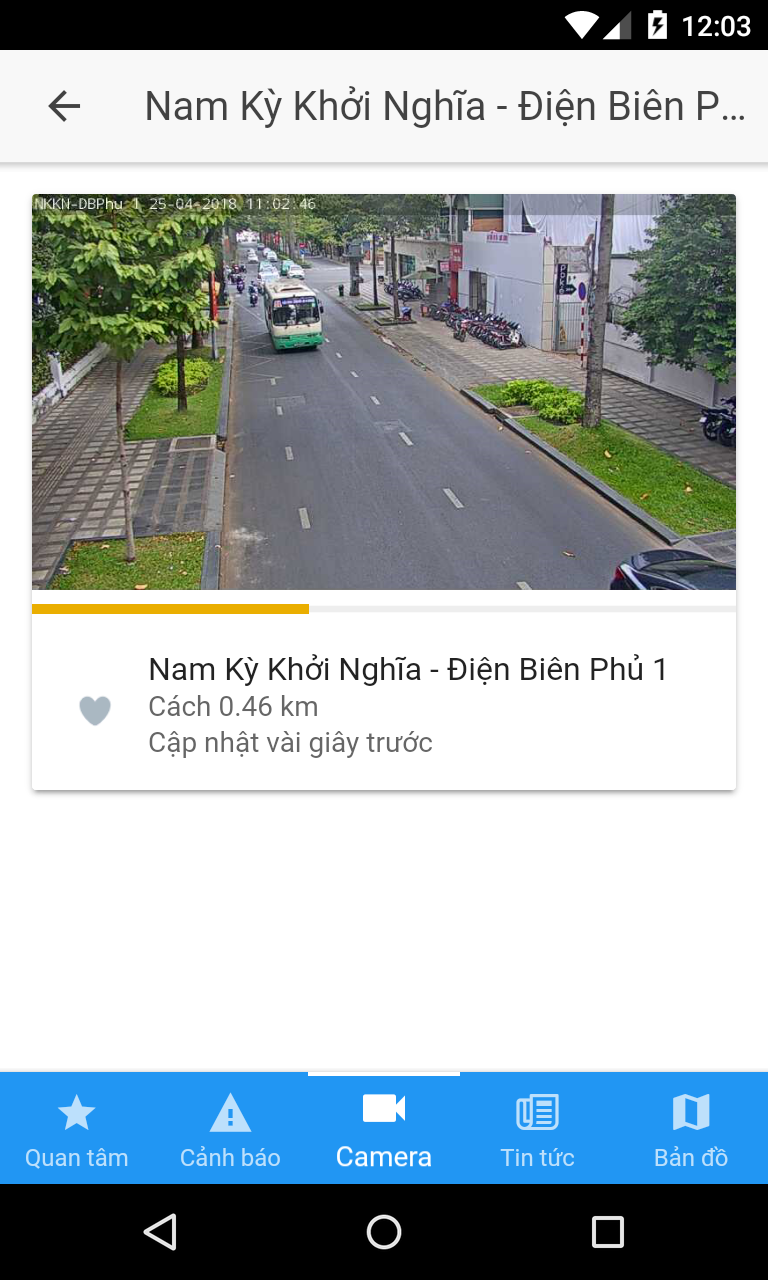 12:03
Nam Kỳ Khởi Nghĩa - Điện Biên P...
NKKN-DBPhu 1 25-04-2018 11:02:46
Nam Kỳ Khởi Nghĩa - Điện Biên Phủ 1
Cách 0.46 km
Cập nhật vài giây trước
Quan tâm
Cảnh báo
Camera
Tin tức
Bản đồ